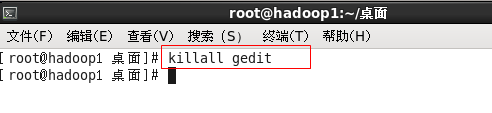 root@hadoop1:~/桌面
文件(F) 编辑(E) 查看(V) 搜索 (S) 终端(T) 帮助(H)
[root@hadoop1 桌面]# killall gedit
[root@hadoop1 桌面]#